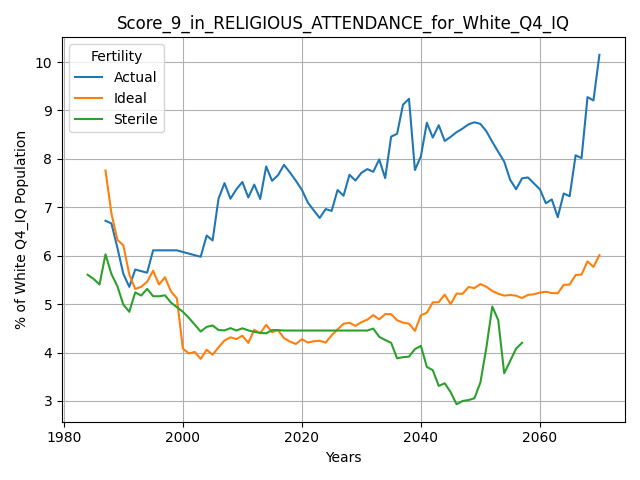 Score_9_in_RELIGIOUS_ATTENDANCE_for_White_Q4_IQ
Fertility
Actual
Ideal
Sterile
% of White Q4_IQ Population
10
9
8
7
6
5
4
3
1980
2000
2020
2040
2060
Years